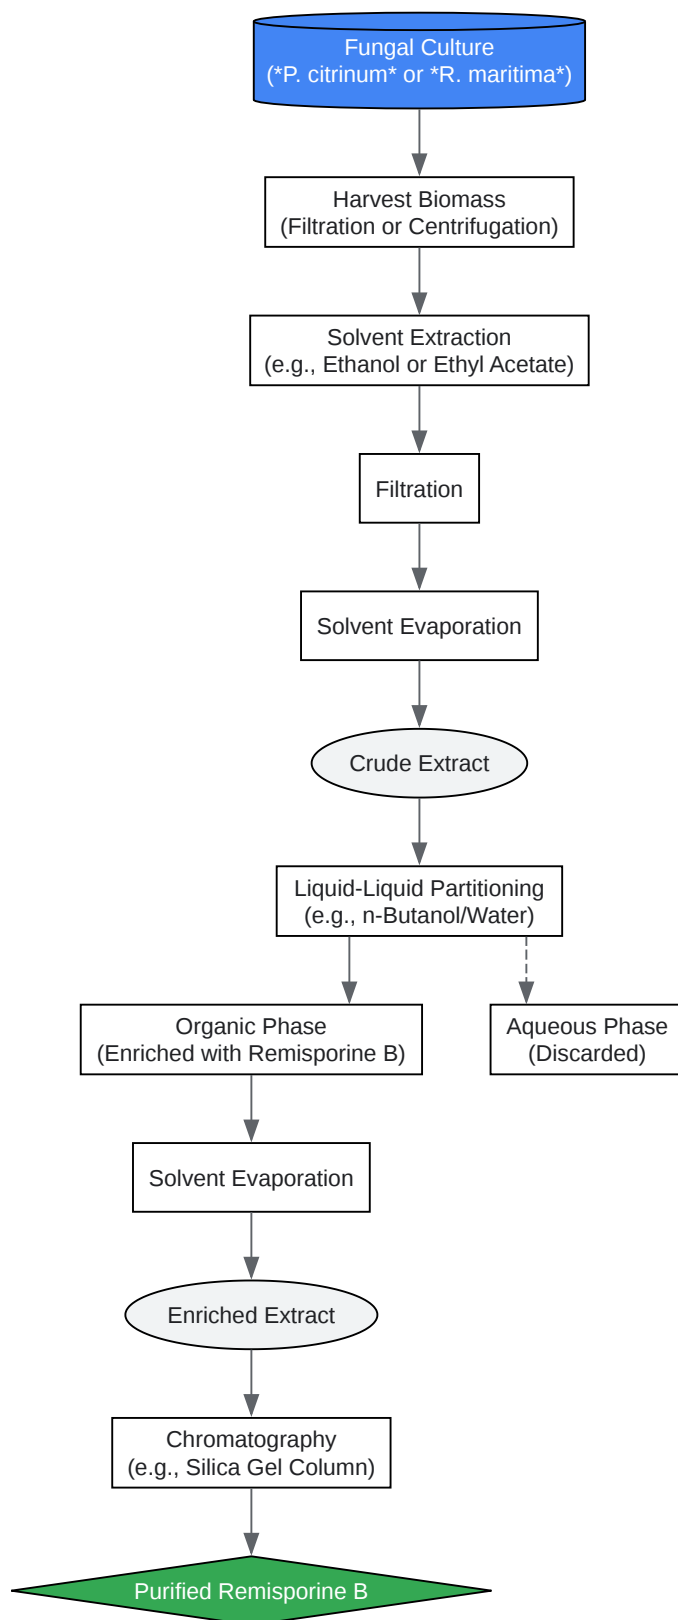 Fungal Culture
(*P. citrinum* or *R. maritima*)
Harvest Biomass
(Filtration or Centrifugation)
Solvent Extraction
(e.g., Ethanol or Ethyl Acetate)
Filtration
Solvent Evaporation
Crude Extract
Liquid-Liquid Partitioning
(e.g., n-Butanol/Water)
Organic Phase
(Enriched with Remisporine B)
Aqueous Phase
(Discarded)
Solvent Evaporation
Enriched Extract
Chromatography
(e.g., Silica Gel Column)
Purified Remisporine B